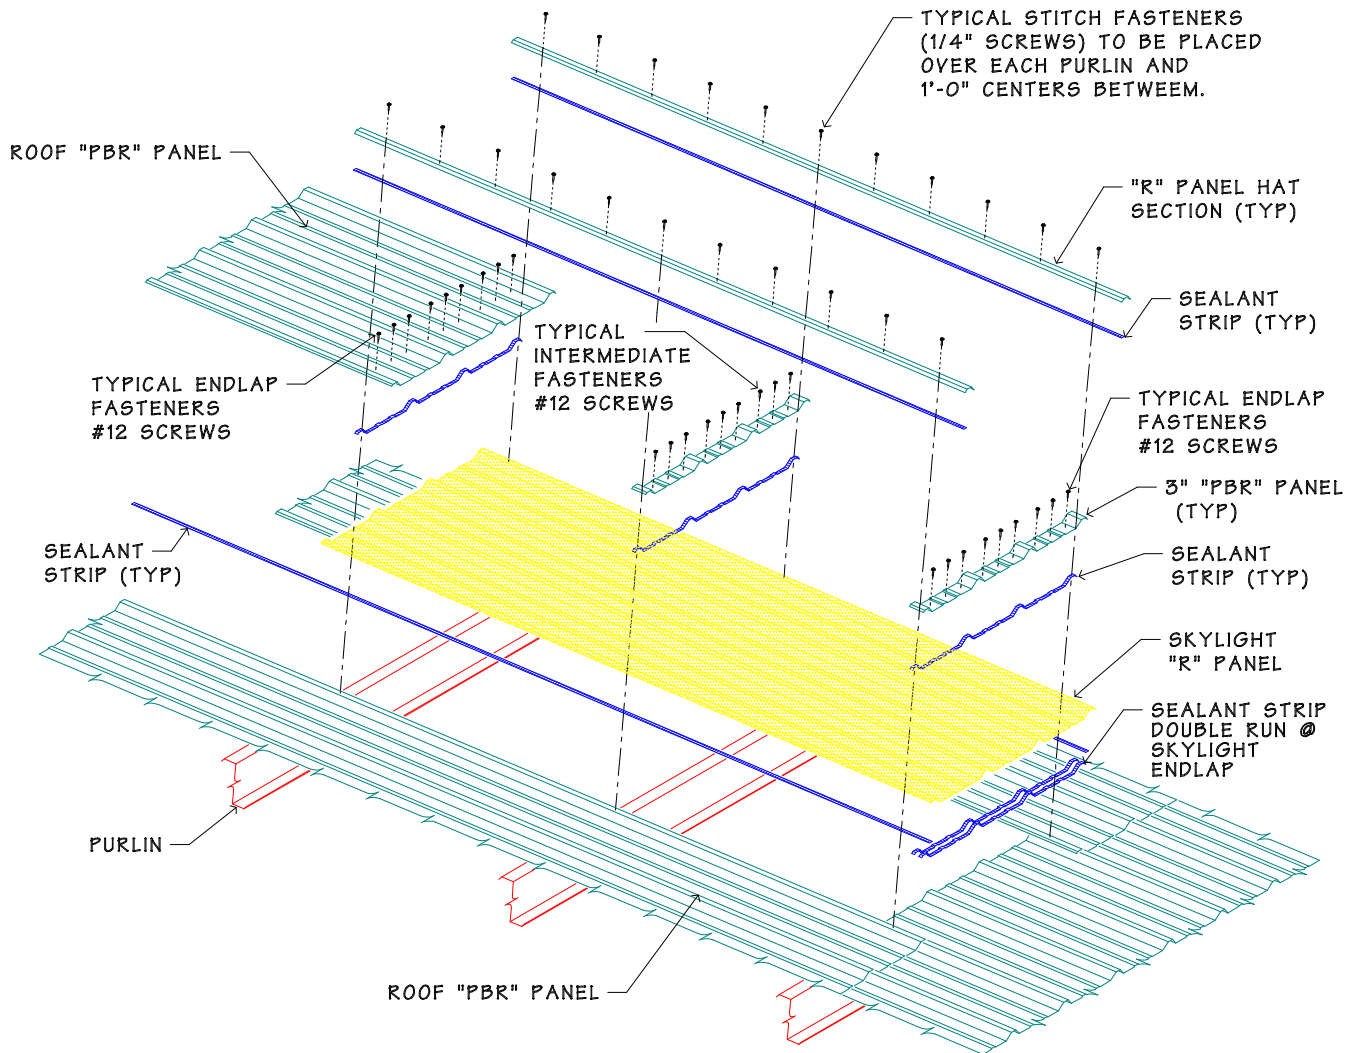 TYPICAL STITCH FASTENERS
(1/4" SCREWS) TO BE PLACED
OVER EACH PURLIN AND
1'-0" CENTERS BETWEEM.
ROOF "PBR" PANEL
"R" PANEL HAT
SECTION (TYP)
SEALANT
STRIP (TYP)
TYPICAL
INTERMEDIATE
FASTENERS
#12 SCREWS
TYPICAL ENDLAP
FASTENERS
#12 SCREWS
TYPICAL ENDLAP
FASTENERS
#12 SCREWS
3" "PBR" PANEL
(TYP)
SEALANT
STRIP (TYP)
SEALANT
STRIP (TYP)
SKYLIGHT
"R" PANEL
SEALANT STRIP
DOUBLE RUN @
SKYLIGHT
ENDLAP
PURLIN
ROOF "PBR" PANEL